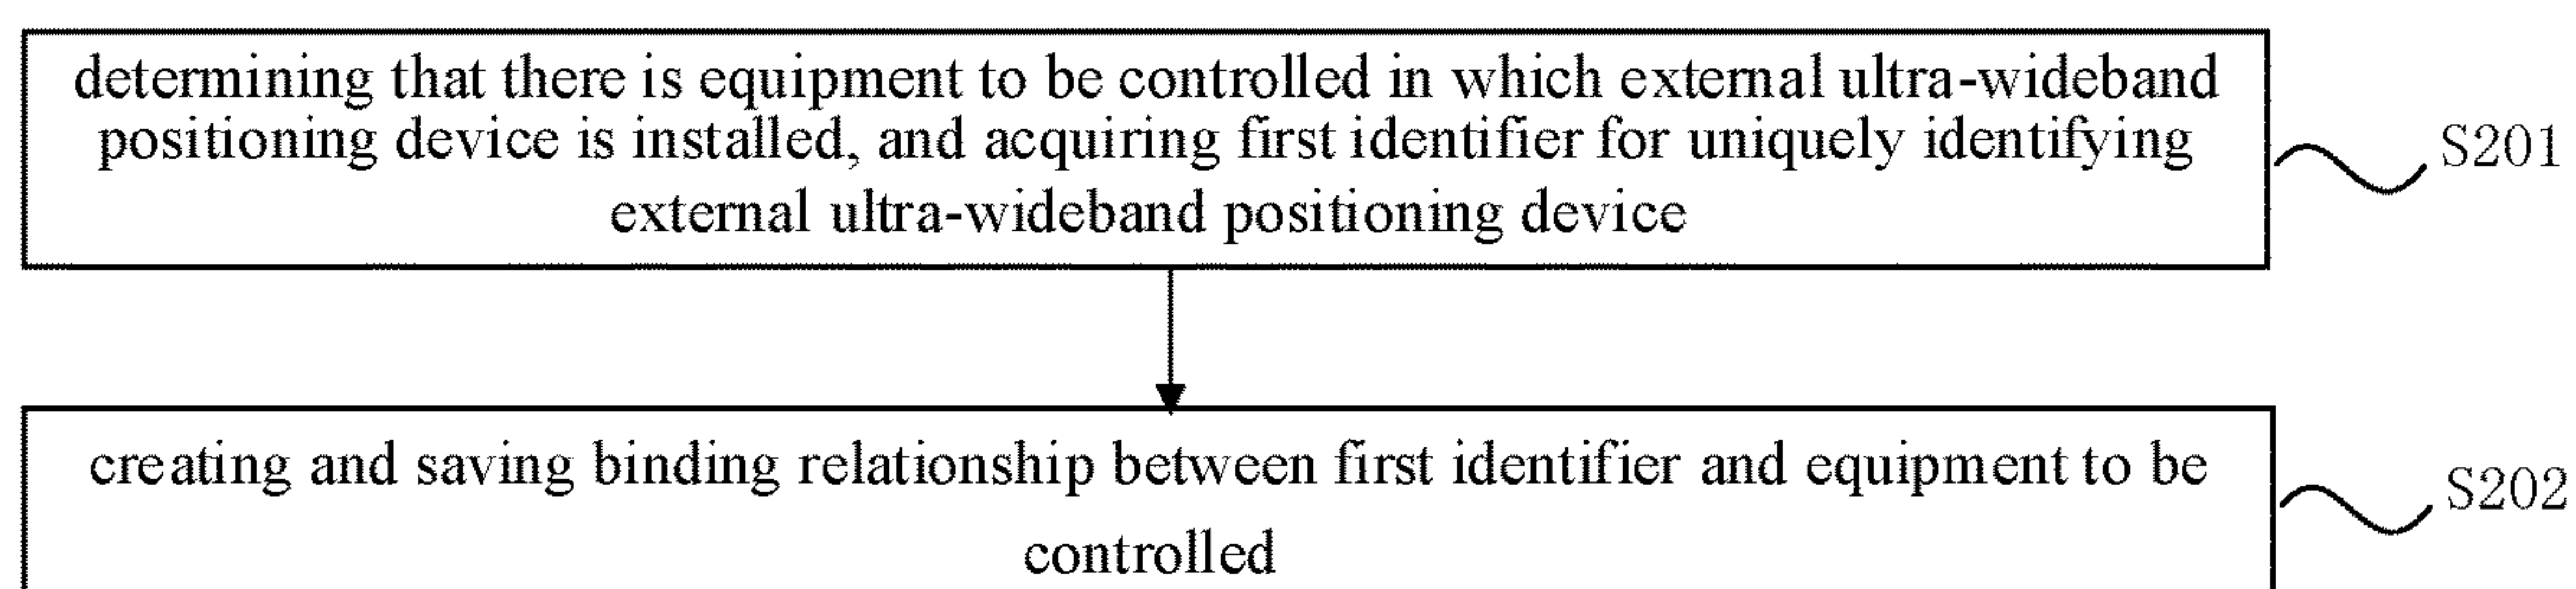 determining that there is equipment to be controlled in which external ultra-wideband
positioning device is installed, and acquiring first identifier for uniquely identifying
external ultra-wideband positioning device
S201
creating and saving binding relationship between first identifier and equipment to be
controlled
S202